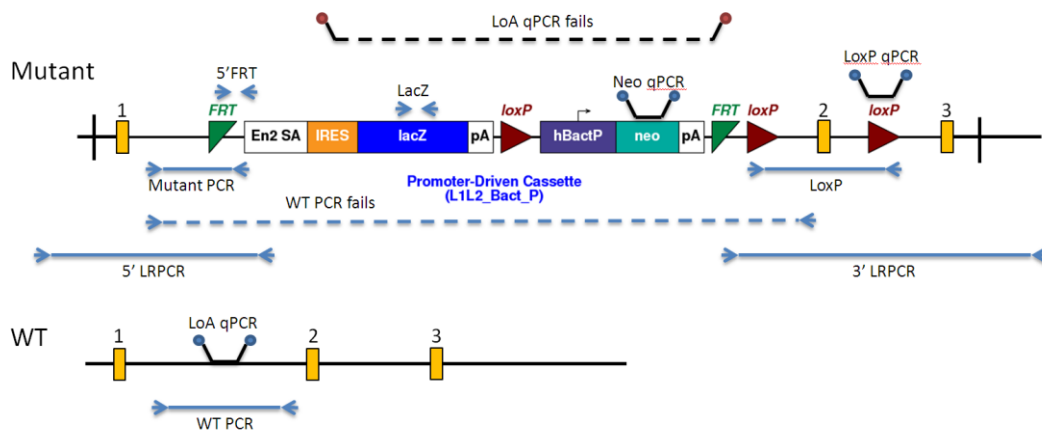 LoA qPCR fails
Mutant
5'FRT
LacZ
Neo qPCR
LoxP qPCR
1
FRT
loxP
FRT
loxP
2
loxP
3
En2 SA
IRES
lacZ
pA
hBactP
neo
pA
Mutant PCR
Promoter-Driven Cassette
(L1L2_Bact_P)
LoxP
WT PCR fails
5' LRPCR
3' LRPCR
WT
1
LoA qPCR
2
3
WT PCR